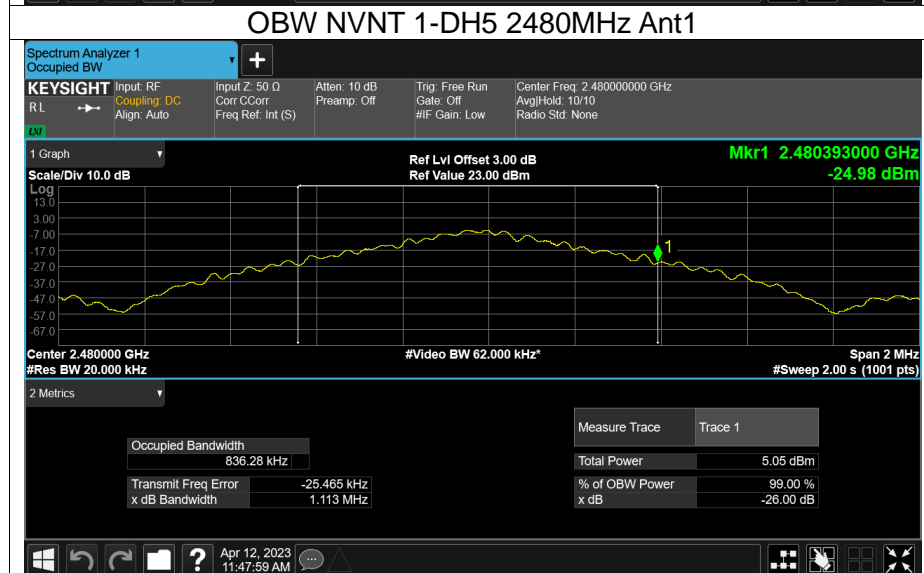 OBW NVNT 1-DH5 2480MHz Ant1
Spectrum Analyzer 1
Occupied BW
+
KEYSIGHT Input: RF Input Z: 50 Ω Atten: 10 dB Trig: Free Run Center Freq: 2.480000000 GHz
R L Coupling: DC Corr CCorr Preamp: Off Gate: Off Avg|Hold: 10/10
Align: Auto Freq Ref: Int (S) #IF Gain: Low Radio Std: None
LXI
1 Graph Ref Lvl Offset 3.00 dB Mkr1 2.480393000 GHz
Scale/Div 10.0 dB Ref Value 23.00 dBm -24.98 dBm
Log
13.0
3.00
-7.00
-17.0
1
-27.0
-37.0
-47.0
-57.0
-67.0
Center 2.480000 GHz #Video BW 62.000 kHz* Span 2 MHz
#Res BW 20.000 kHz #Sweep 2.00 s (1001 pts)
2 Metrics
Measure Trace Trace 1
Occupied Bandwidth
836.28 kHz Total Power 5.05 dBm
Transmit Freq Error -25.465 kHz % of OBW Power 99.00 %
x dB Bandwidth 1.113 MHz x dB -26.00 dB
? Apr 12, 2023
11:47:59 AM